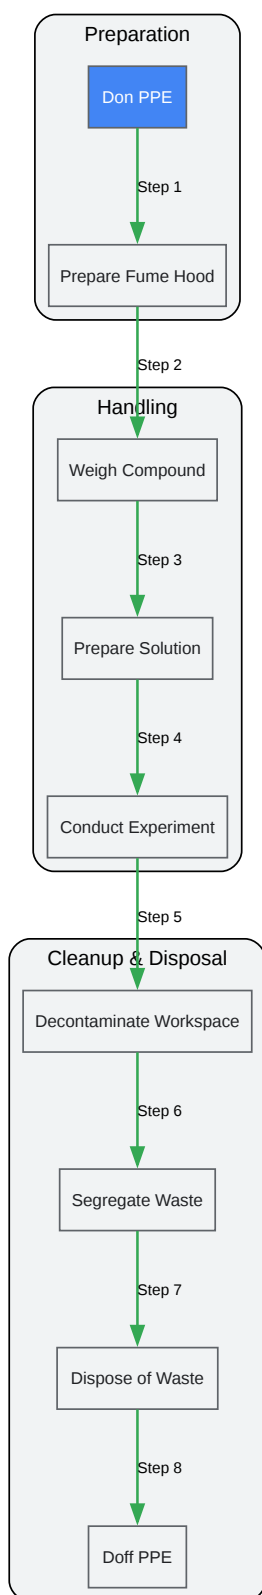 Preparation
Don PPE
Step 1
Prepare Fume Hood
Step 2
Handling
Weigh Compound
Step 3
Prepare Solution
Step 4
Conduct Experiment
Step 5
Cleanup & Disposal
Decontaminate Workspace
Step 6
Segregate Waste
Step 7
Dispose of Waste
Step 8
Doff PPE